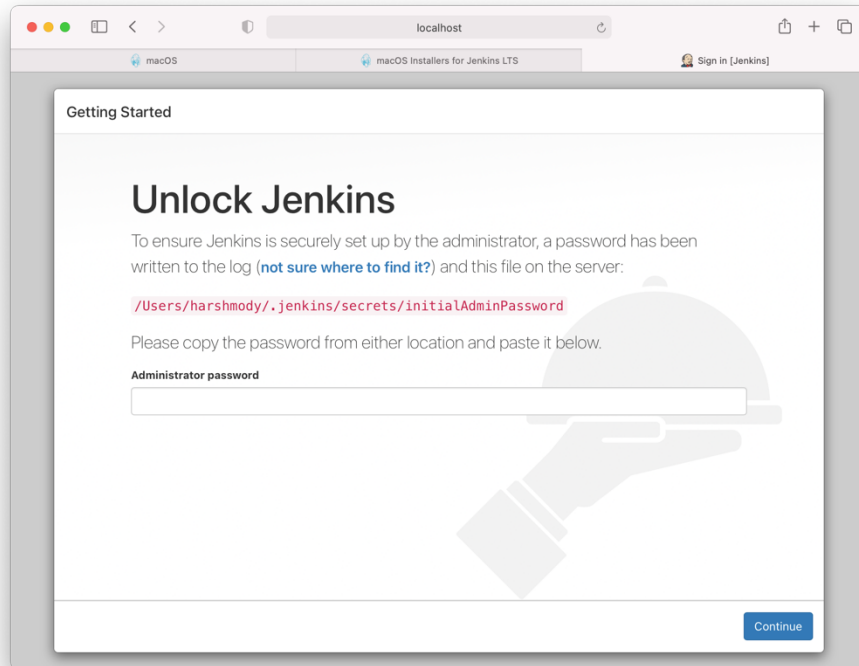 localhost
macOS
macOS Installers for Jenkins LTS
Sign in [Jenkins]
Getting Started
Unlock Jenkins
To ensure Jenkins is securely set up by the administrator, a password has been
written to the log (not sure where to find it?) and this file on the server:
/Users/harshmody/.jenkins/secrets/initialAdminPassword
Please copy the password from either location and paste it below.
Administrator password
Continue